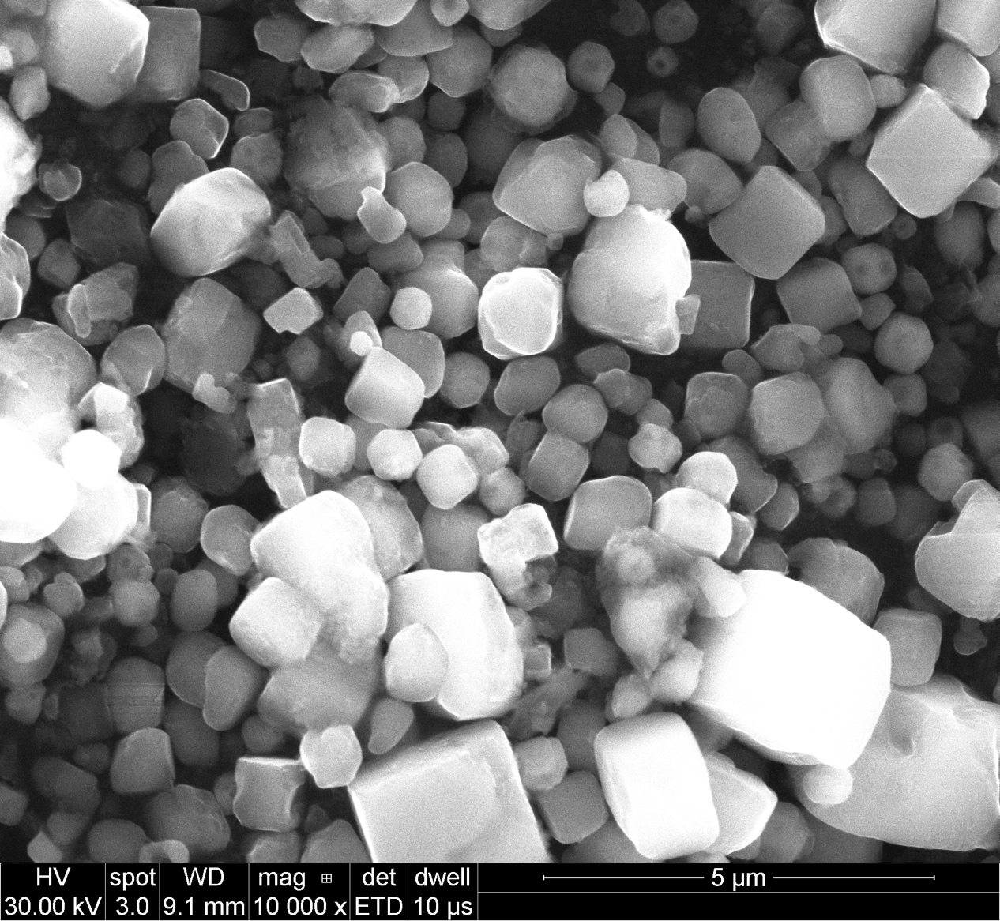 HV spot WD mag ⊞ det dwell
30.00 kV 3.0 9.1 mm 10 000 x ETD 10 µs
5 µm